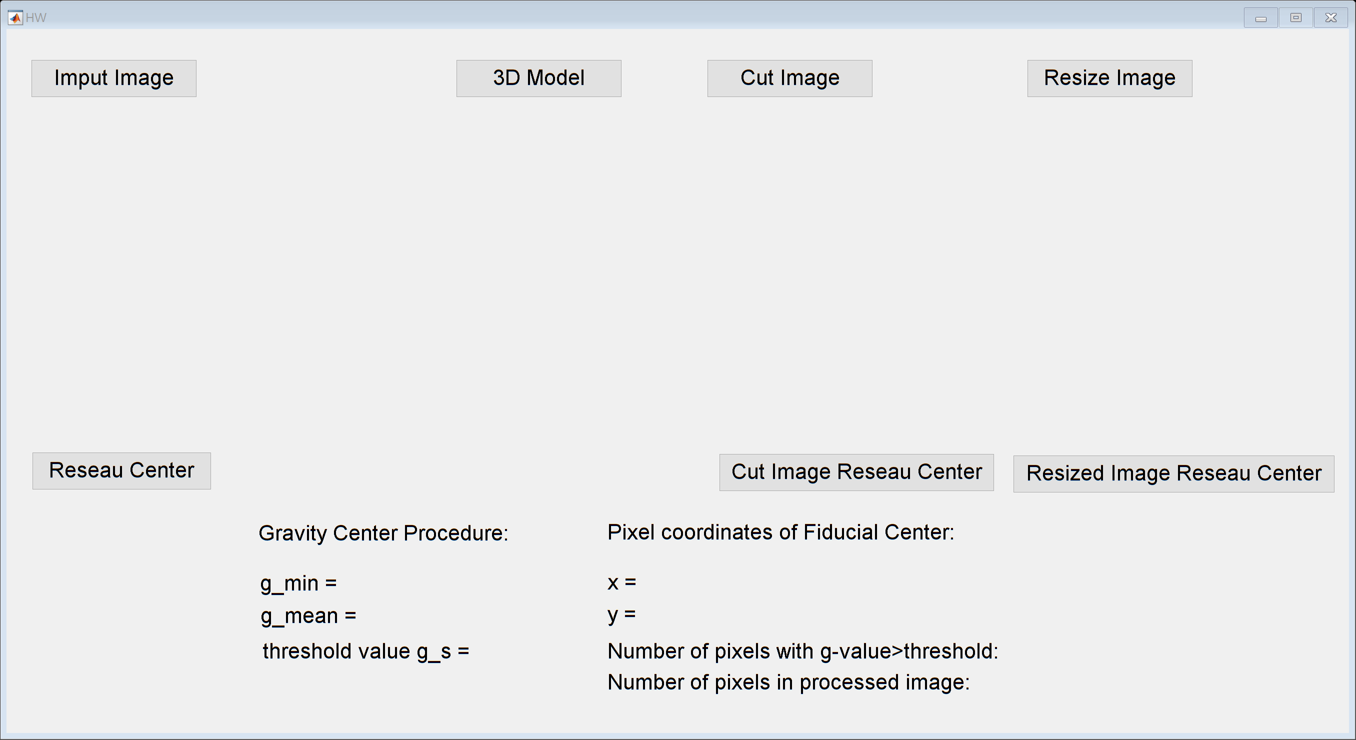 HW
Imput Image
3D Model
Cut Image
Resize Image
Reseau Center
Cut Image Reseau Center
Resized Image Reseau Center
Gravity Center Procedure:
Pixel coordinates of Fiducial Center:
g_min =
x =
g_mean =
y =
threshold value g_s =
Number of pixels with g-value>threshold:
Number of pixels in processed image: